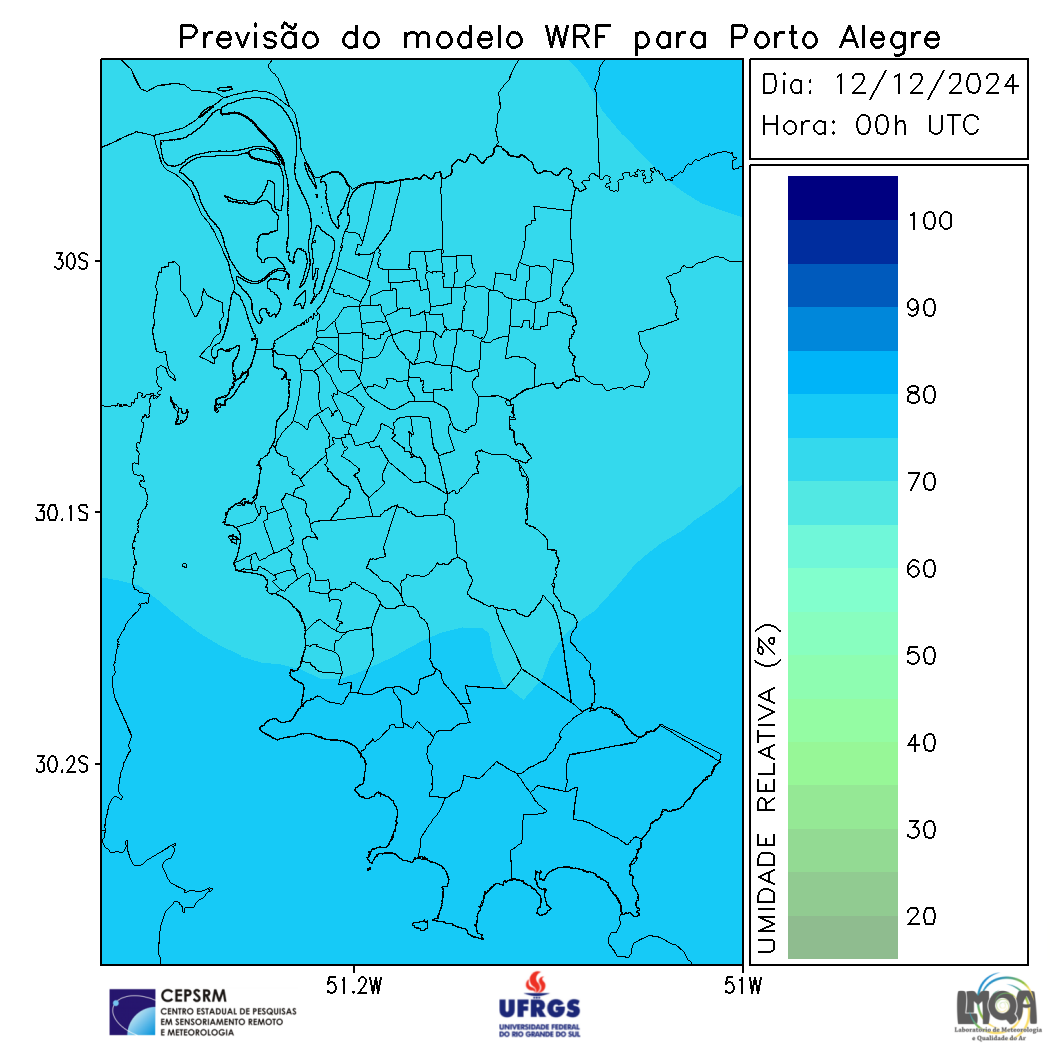 Previsão do modelo WRF para Porto Alegre
Dia: 12/12/2024
Hora: 00h UTC
100
90
80
70
60
50
40
30
20
UMIDADE RELATIVA (%)
30S
30.1S
30.2S
51.2W
51W
CEPSRM
CENTRO ESTADUAL DE PESQUISAS
EM SENSORIAMENTO REMOTO
E METEOROLOGIA
UFRGS
UNIVERSIDADE FEDERAL
DO RIO GRANDE DO SUL
LMQA
Laboratório de Meteorologia
e Qualidade do Ar